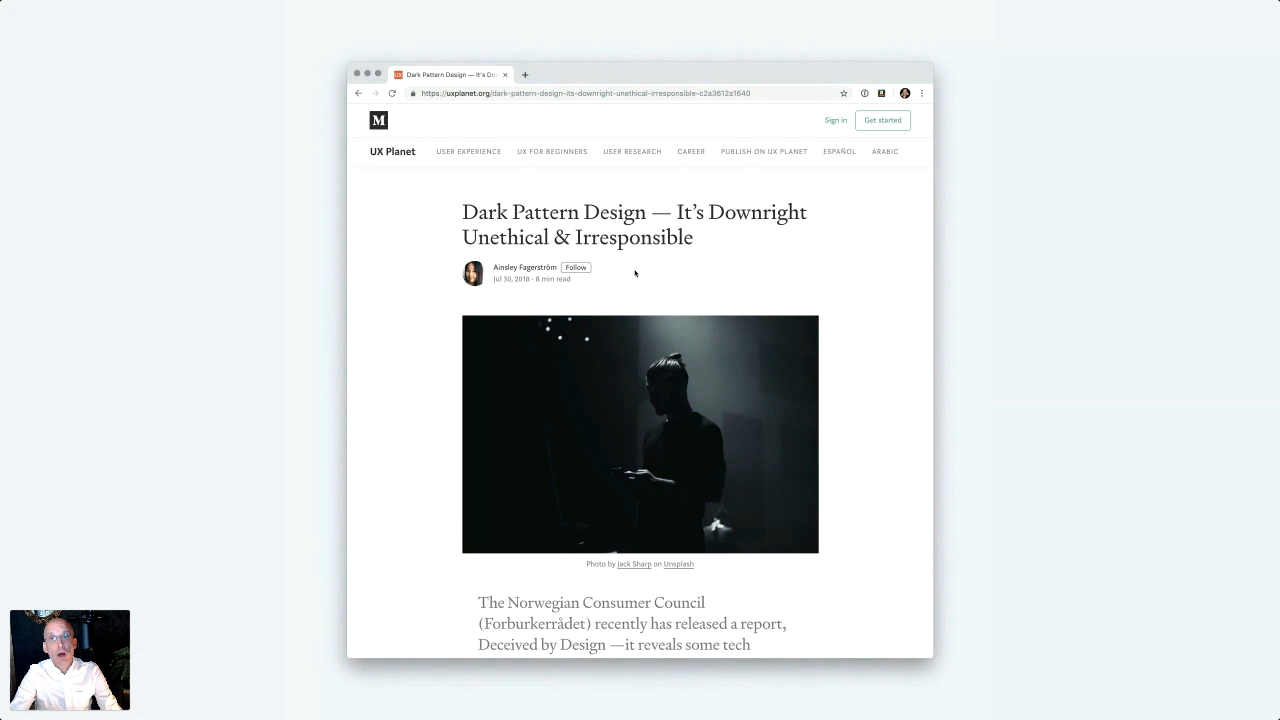 UX
Dark Pattern Design — It's De
https://uxplanet.org/dark-pattern-design-its-downright-unethical-irresponsible-c2a3612a1640
M
Sign in
Get started
UX Planet
USER EXPERIENCE
UX FOR BEGINNERS
USER RESEARCH
CAREER
PUBLISH ON UX PLANET
ESPAÑOL
ARABIC
Dark Pattern Design — It’s Downright
Unethical & Irresponsible
Ainsley Fagerström
Follow
Jul 30, 2018 · 8 min read
Photo by Jack Sharp on Unsplash
The Norwegian Consumer Council
(Forburkerrådet) recently has released a report,
Deceived by Design —it reveals some tech